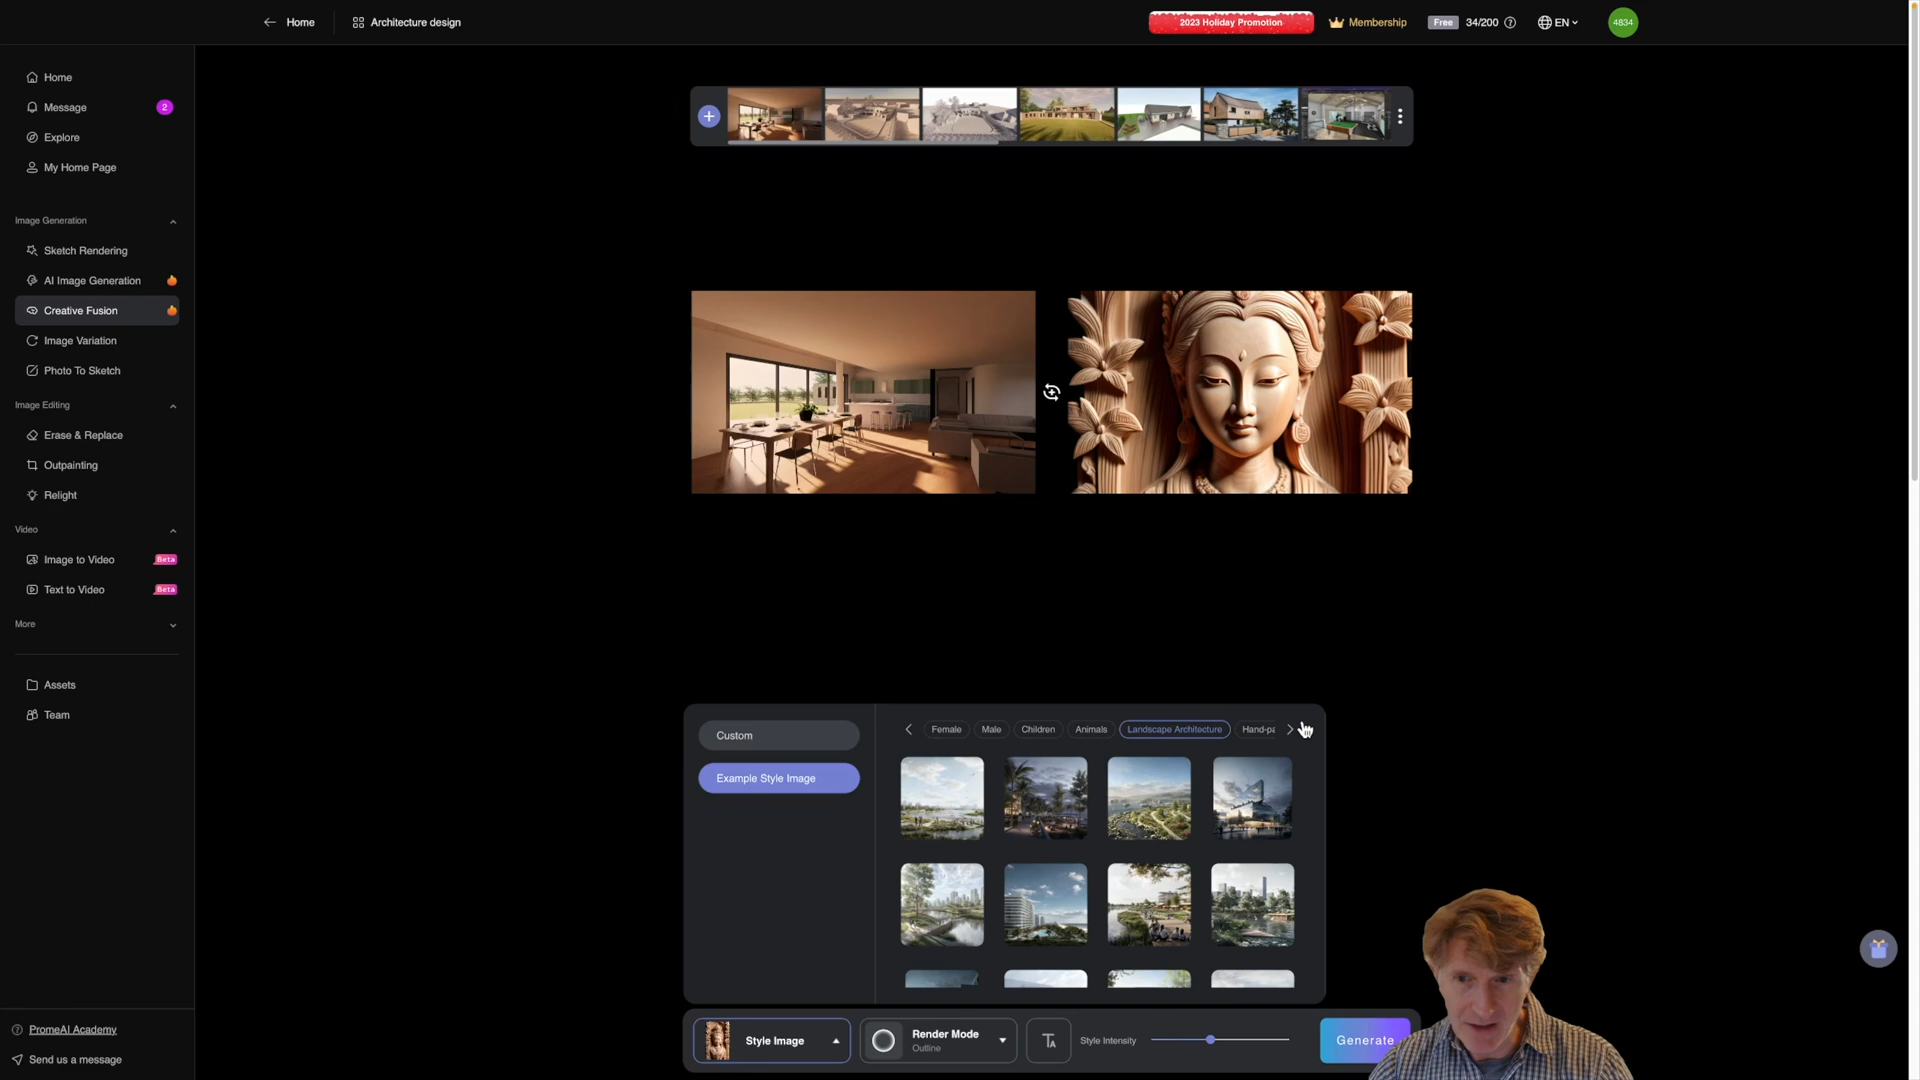 Home
Architecture design
2023 Holiday Promotion
Membership
Free
34/200
EN
4834
Home
Message
2
Explore
My Home Page
Image Generation
Sketch Rendering
AI Image Generation
Creative Fusion
Image Variation
Photo To Sketch
Image Editing
Erase & Replace
Outpainting
Relight
Video
Image to Video
Beta
Text to Video
Beta
More
Assets
Team
PromeAI Academy
Send us a message
Custom
Example Style Image
Female
Male
Children
Animals
Landscape Architecture
Hand-pa
Style Image
Render Mode
Outline
Style Intensity
Generate